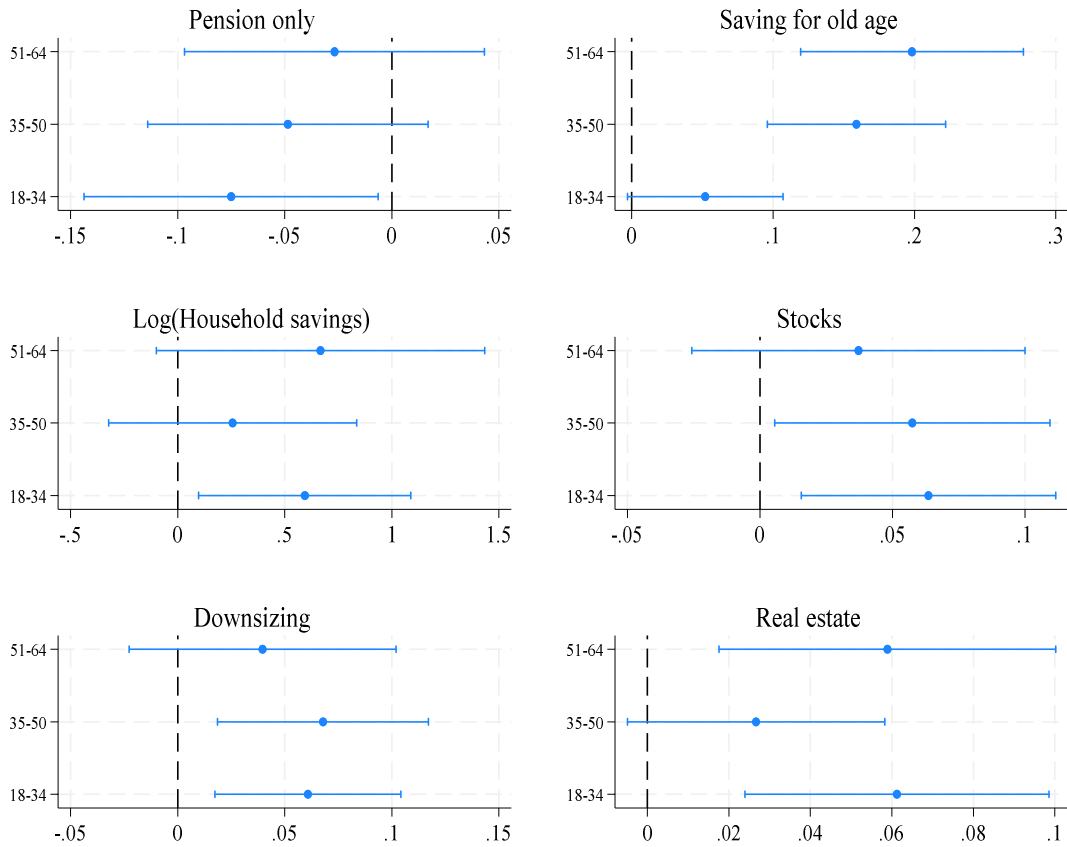 Pension only
51-64
35-50
18-34
-.15 -.1 -.05 0 .05
Saving for old age
51-64
35-50
18-34
0 .1 .2 .3
Log(Household savings)
51-64
35-50
18-34
-.5 0 .5 1 1.5
Stocks
51-64
35-50
18-34
-.05 0 .05 .1
Downsizing
51-64
35-50
18-34
-.05 0 .05 .1 .15
Real estate
51-64
35-50
18-34
0 .02 .04 .06 .08 .1